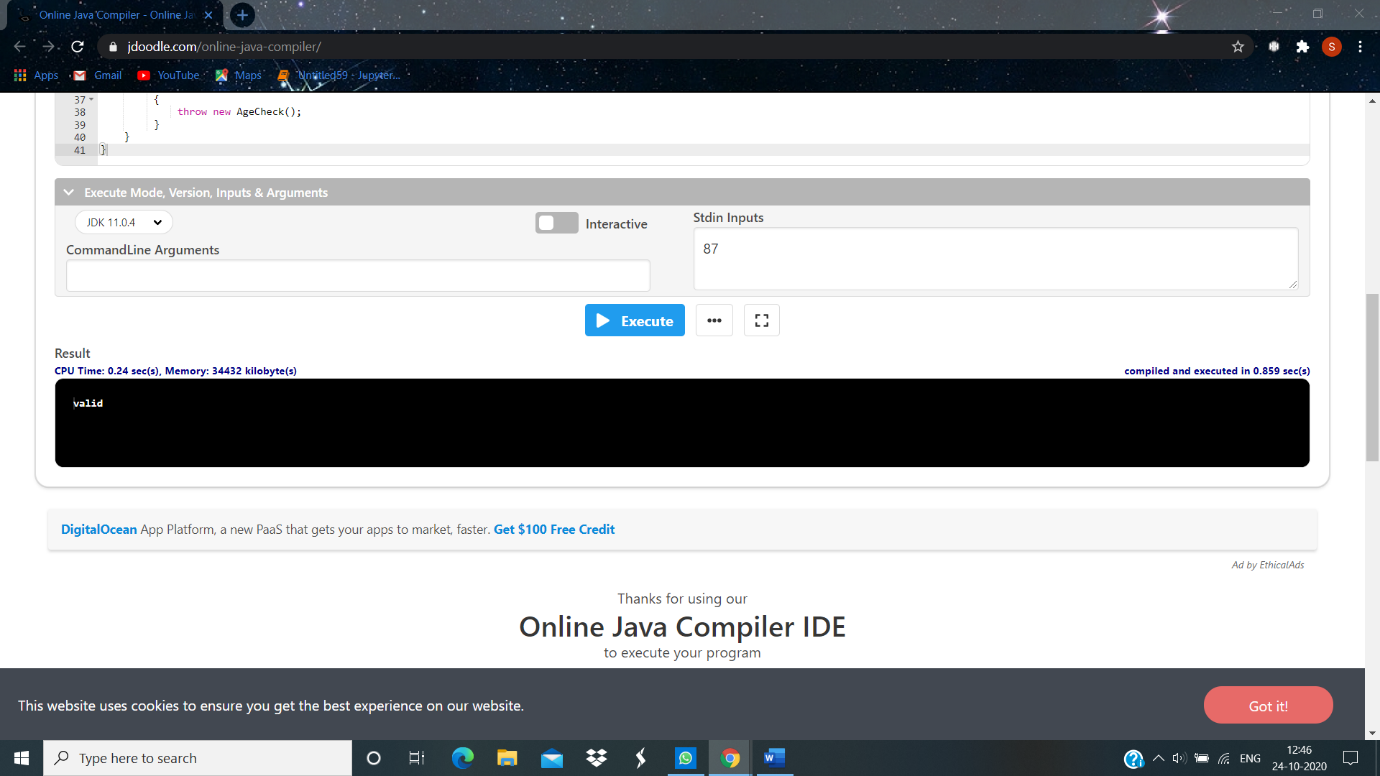 Online Java Compiler - Online Ja
jdoodle.com/online-java-compiler/
S
Apps Gmail YouTube Maps Untitled59 - Jupyter...
37 {
38 throw new AgeCheck();
39 }
40 }
41 }
Execute Mode, Version, Inputs & Arguments
JDK 11.0.4
Interactive
Stdin Inputs
CommandLine Arguments
87
Execute
Result
CPU Time: 0.24 sec(s), Memory: 34432 kilobyte(s)
compiled and executed in 0.859 sec(s)
valid
DigitalOcean App Platform, a new PaaS that gets your apps to market, faster. Get $100 Free Credit
Ad by EthicalAds
Thanks for using our
Online Java Compiler IDE
to execute your program
This website uses cookies to ensure you get the best experience on our website.
Got it!
Type here to search
ENG
12:46
24-10-2020